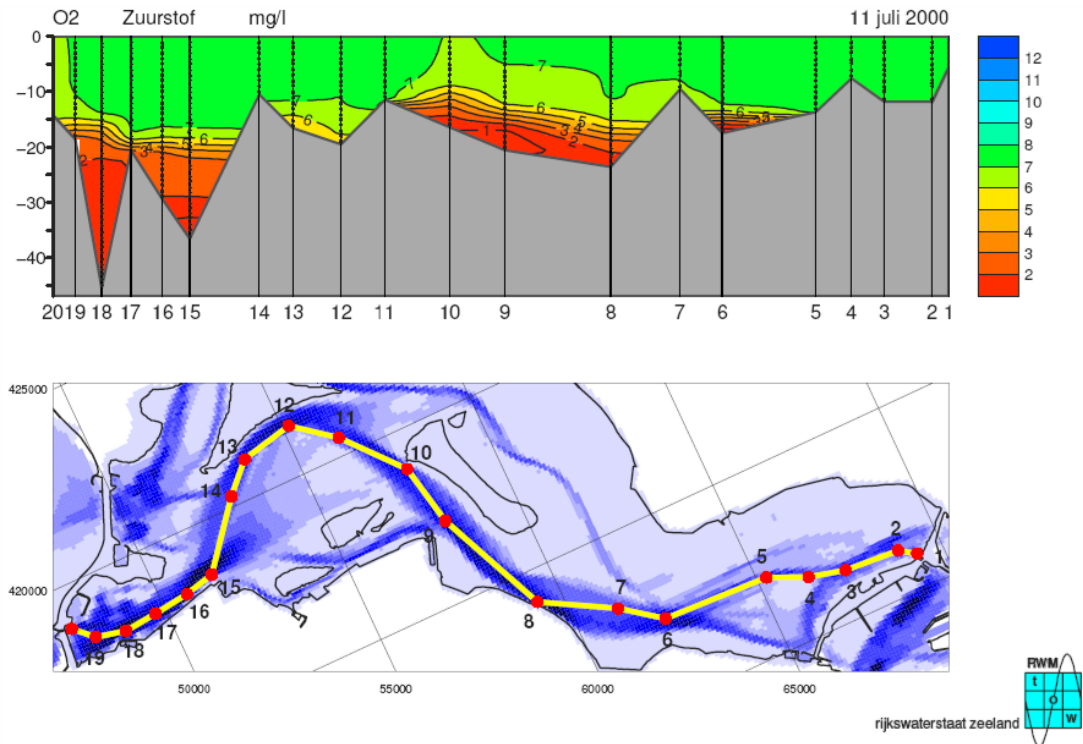 O2 Zuurstof mg/l 11 juli 2000
0
−10
−20
−30
−40
7 7 6 7 6 7 6 5 1 3 4 2 2 3 4 6
20 19 18 17 16 15 14 13 12 11 10 9 8 7 6 5 4 3 2 1
12
11
10
9
8
7
6
5
4
3
2
425000
420000
12 11 10 13 14 9 15 16 17 18 19 8 7 6 5 4 3 2 1
50000 55000 60000 65000
RWM
t
O
w
rijkswaterstaat zeeland